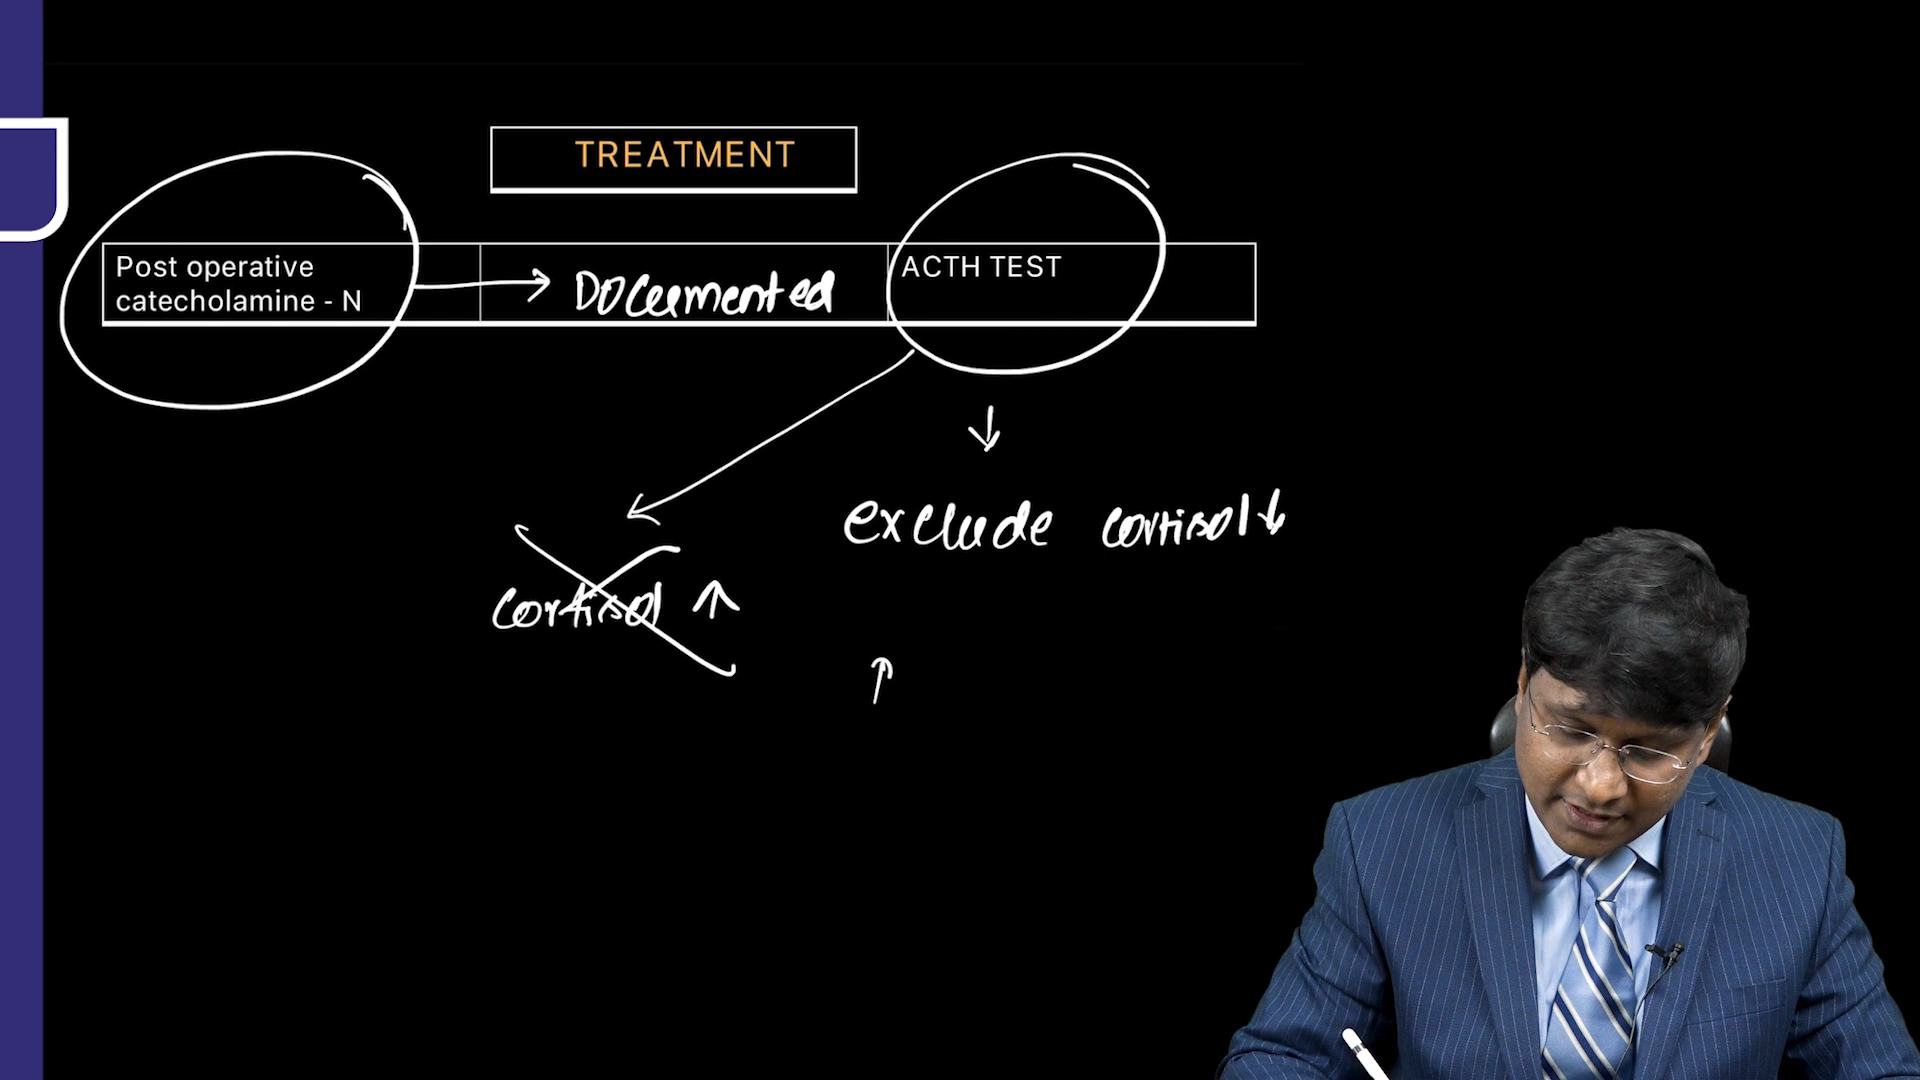 TREATMENT
Post operative
catecholamine - N
Documented
ACTH TEST
exclude cortisol ↓
cortisol ↑
↑